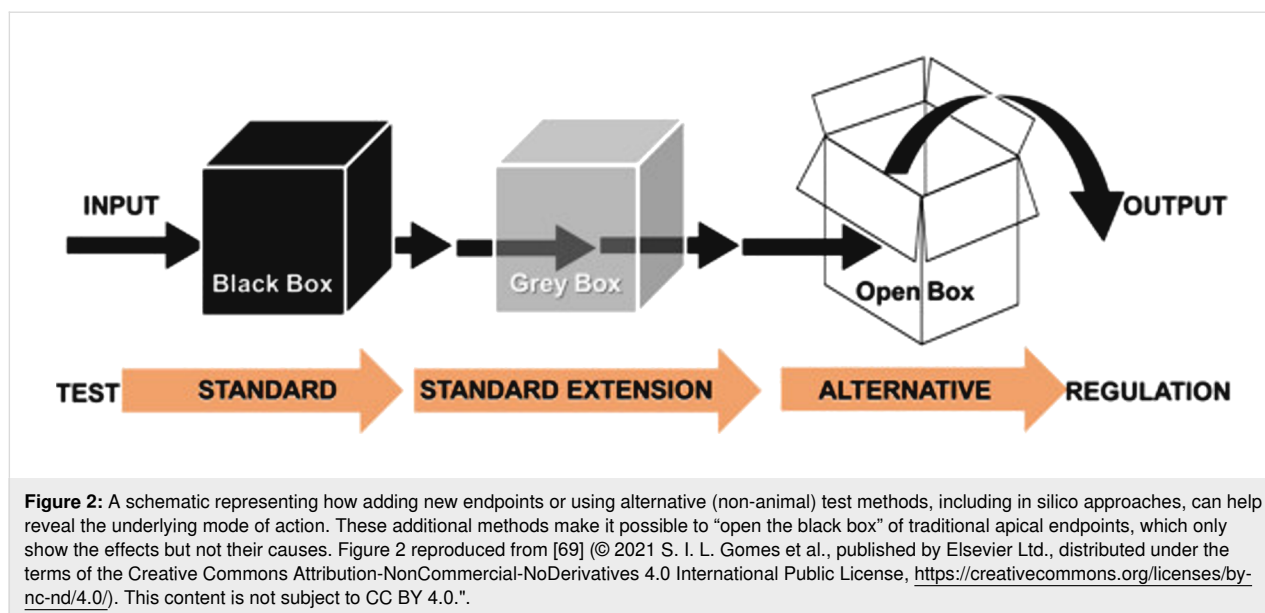 INPUT
OUTPUT
Black Box
Grey Box
Open Box
TEST
STANDARD
STANDARD EXTENSION
ALTERNATIVE
REGULATION
Figure 2: A schematic representing how adding new endpoints or using alternative (non-animal) test methods, including in silico approaches, can help
reveal the underlying mode of action. These additional methods make it possible to “open the black box” of traditional apical endpoints, which only
show the effects but not their causes. Figure 2 reproduced from [69] (© 2021 S. I. L. Gomes et al., published by Elsevier Ltd., distributed under the
terms of the Creative Commons Attribution-NonCommercial-NoDerivatives 4.0 International Public License, https://creativecommons.org/licenses/by-
nc-nd/4.0/). This content is not subject to CC BY 4.0.".